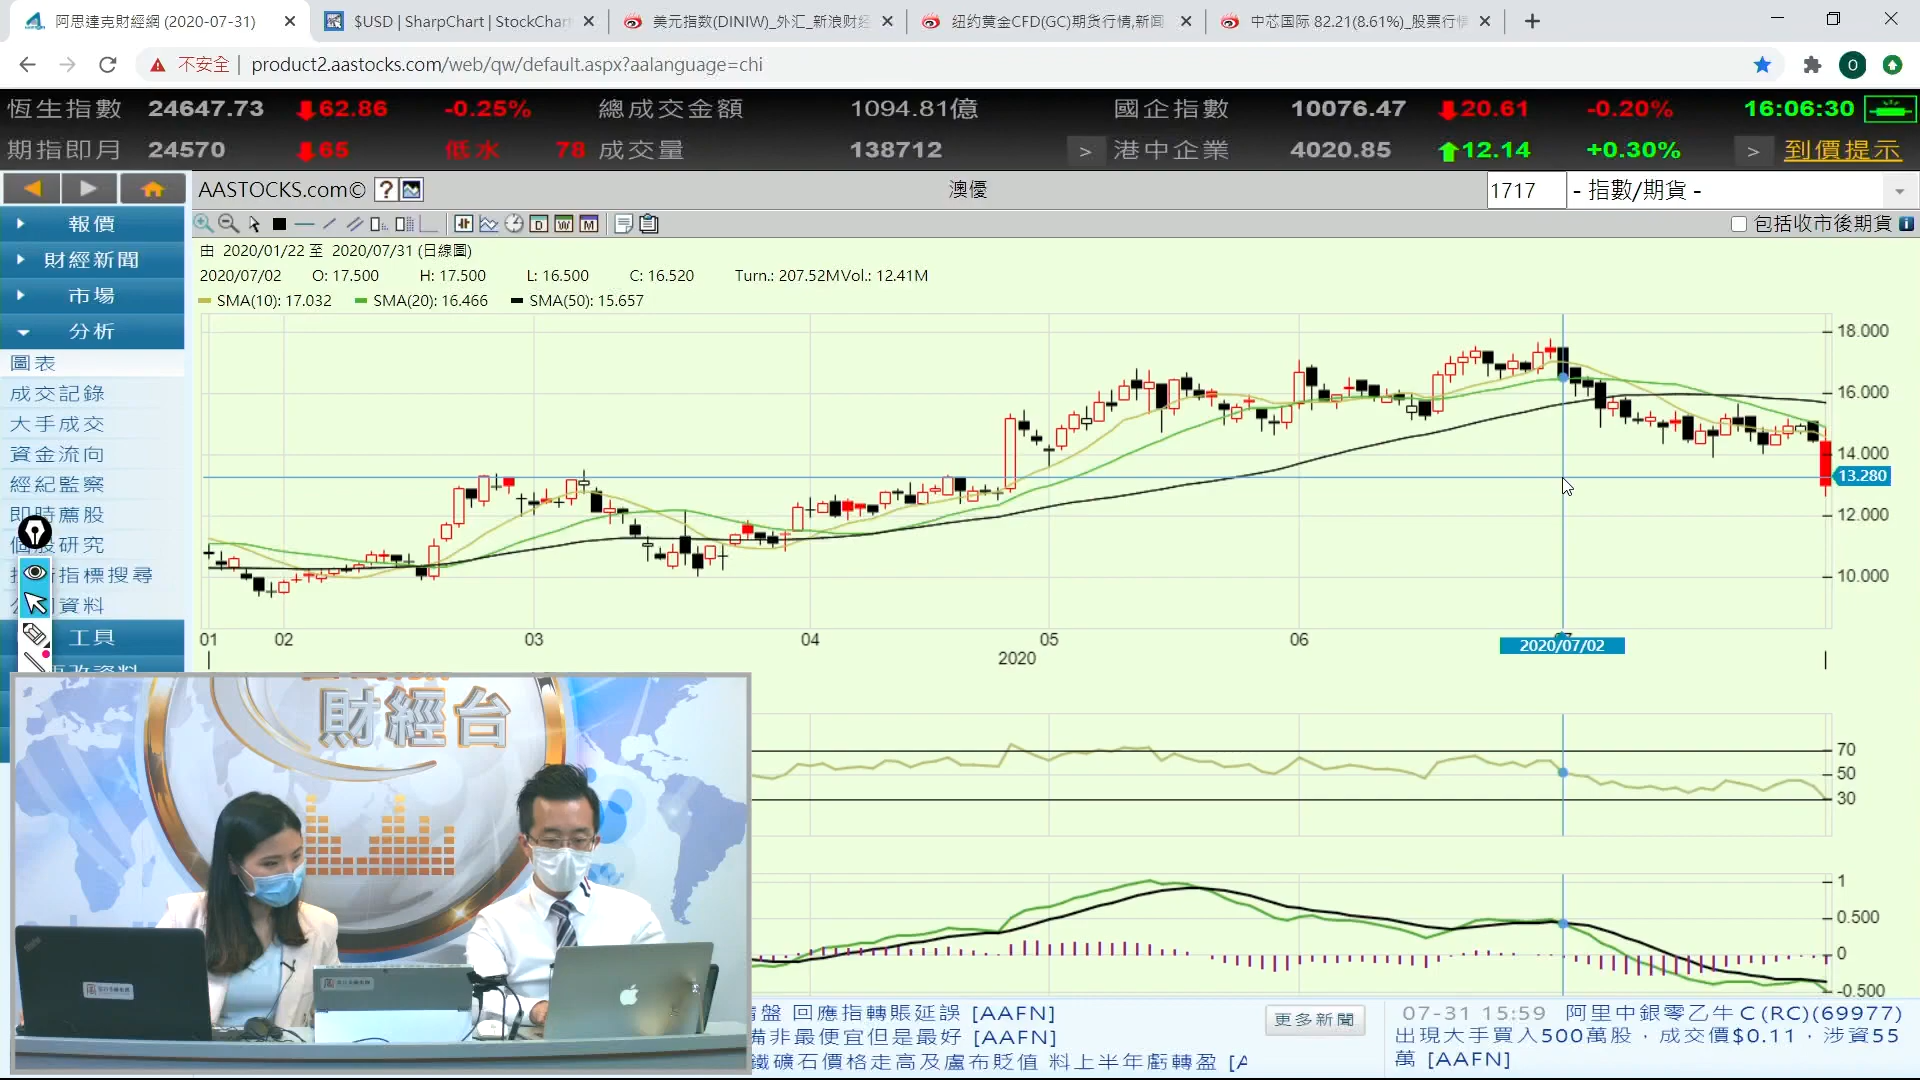 阿思達克財經網 (2020-07-31)
$USD | SharpChart | StockChar
美元指数(DINIW)_外汇_新浪财经
纽约黄金CFD(GC)期货行情,新闻
中芯国际 82.21(8.61%)_股票行情
不安全
product2.aastocks.com/web/qw/default.aspx?aalanguage=chi
O
恆生指數 24647.73 62.86 -0.25% 總成交金額 1094.81億 國企指數 10076.47 20.61 -0.20% 16:06:30
期指即月 24570 65 低水 78 成交量 138712 > 港中企業 4020.85 12.14 +0.30% > 到價提示
AASTOCKS.com© ? 澳優 1717 - 指數/期貨 -
D W M 包括收市後期貨 i
報價
財經新聞
市場
分析
圖表
成交記錄
大手成交
資金流向
經紀監察
即時薦股
研究
指標搜尋
資料
工具
由 2020/01/22 至 2020/07/31 (日線圖)
2020/07/02 O: 17.500 H: 17.500 L: 16.500 C: 16.520 Turn.: 207.52MVol.: 12.41M
SMA(10): 17.032 SMA(20): 16.466 SMA(50): 15.657
18.000
16.000
14.000
13.280
12.000
10.000
01 02 03 04 05 06
2020/07/02
2020
70
50
30
1
0.500
0
-0.500
財經台
盤 回應指轉賬延誤 [AAFN]
備非最便宜但是最好 [AAFN]
鐵礦石價格走高及盧布貶值 料上半年虧轉盈 [A
更多新聞
07-31 15:59 阿里中銀零乙牛C(RC)(69977)
出現大手買入500萬股，成交價$0.11，涉資55
萬 [AAFN]